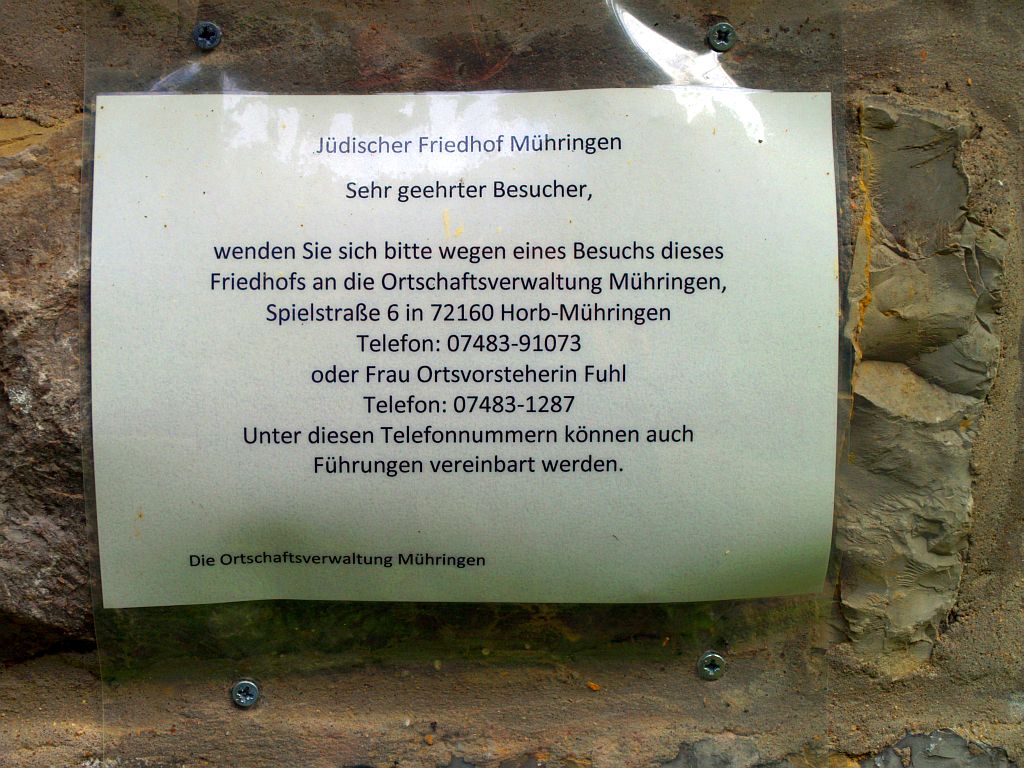 Jüdischer Friedhof Mühringen
Sehr geehrter Besucher,
wenden Sie sich bitte wegen eines Besuchs dieses
Friedhofs an die Ortschaftsverwaltung Mühringen,
Spielstraße 6 in 72160 Horb-Mühringen
Telefon: 07483-91073
oder Frau Ortsvorsteherin Fuhl
Telefon: 07483-1287
Unter diesen Telefonnummern können auch
Führungen vereinbart werden.
Die Ortschaftsverwaltung Mühringen